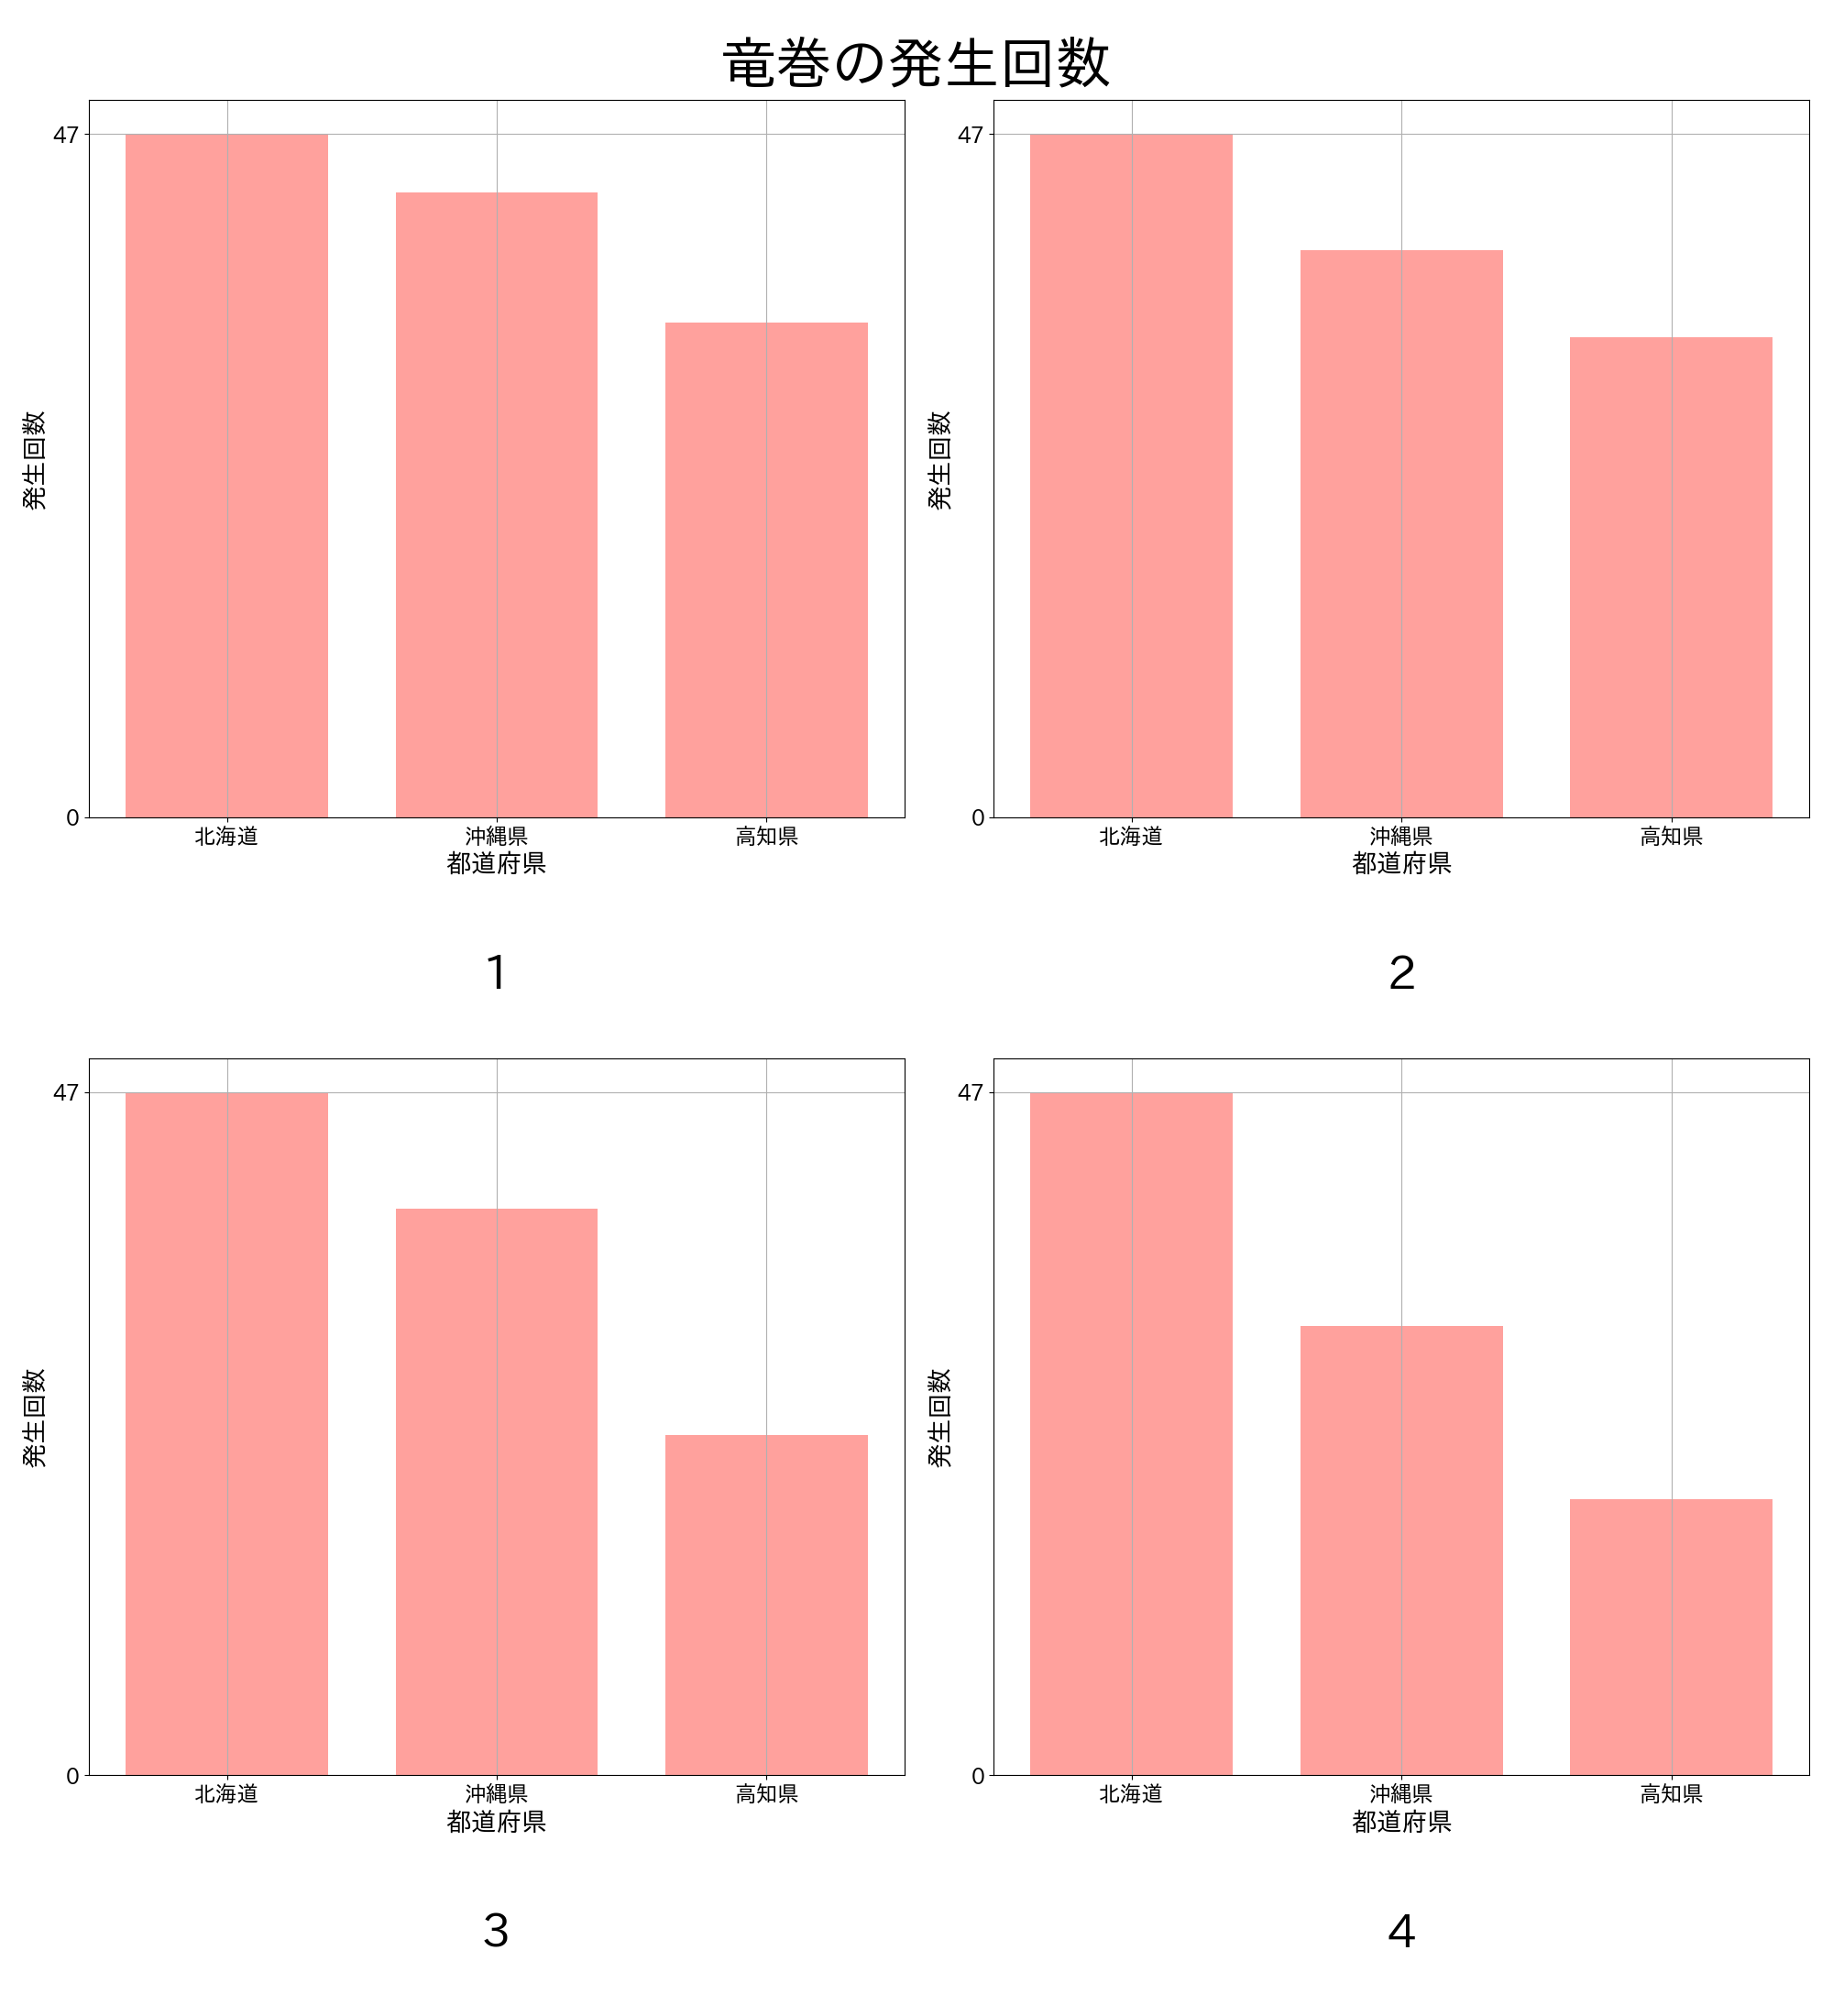 竜巻の発生回数
47
0
発生回数
北海道 沖縄県 高知県
都道府県
1
47
0
発生回数
北海道 沖縄県 高知県
都道府県
2
47
0
発生回数
北海道 沖縄県 高知県
都道府県
3
47
0
発生回数
北海道 沖縄県 高知県
都道府県
4